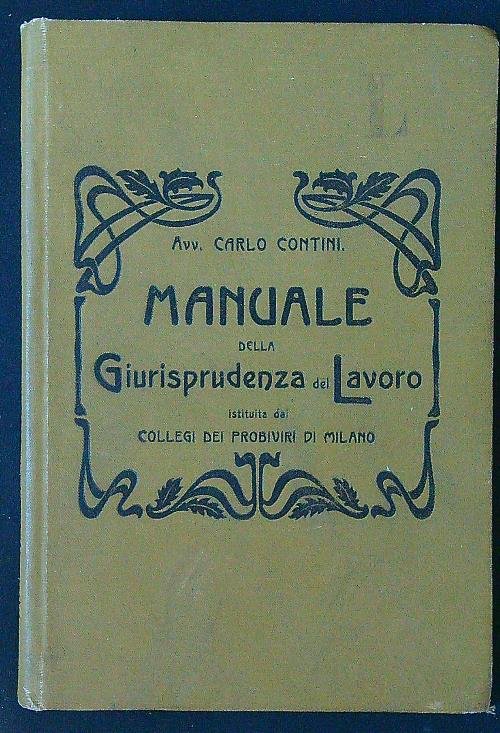 L
Avv. CARLO CONTINI.
MANUALE
DELLA
Giurisprudenza del Lavoro
istituita dai
COLLEGI DEI PROBIVIRI DI MILANO